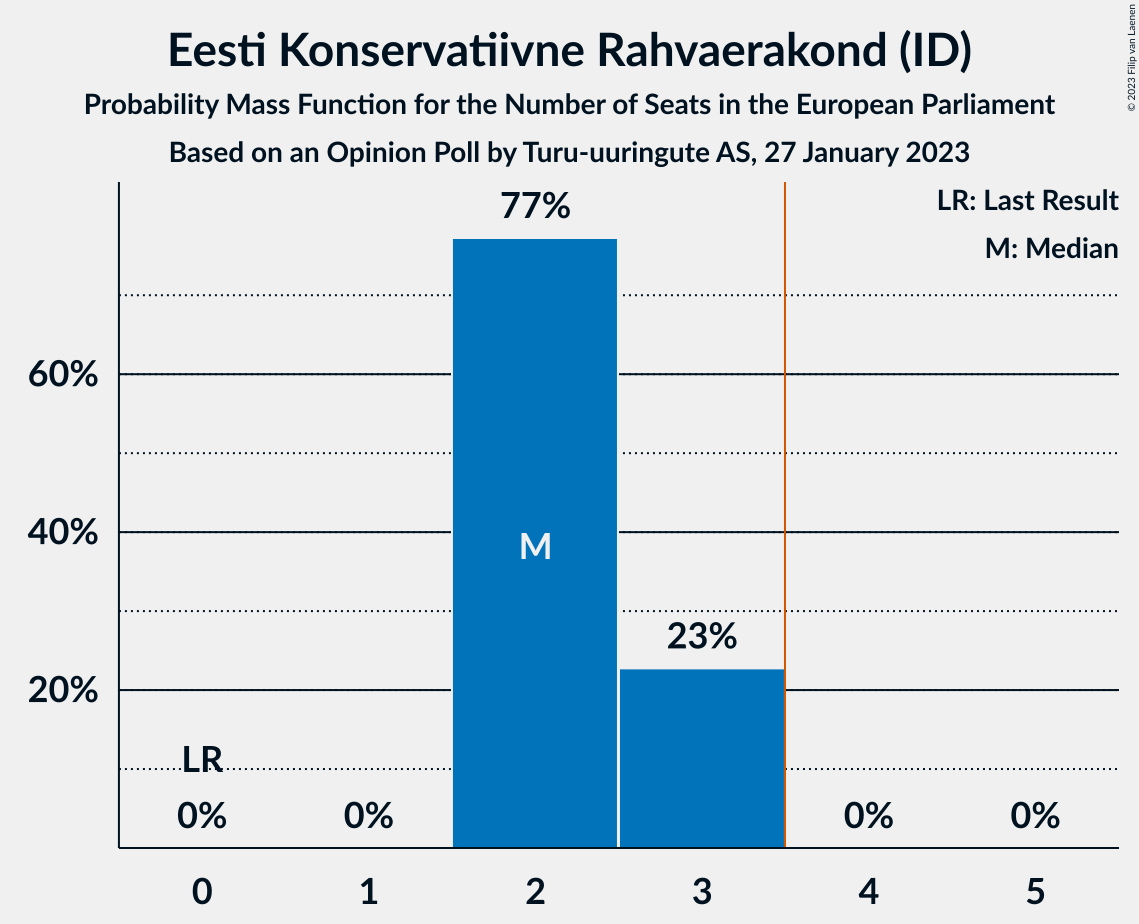 Eesti Konservatiivne Rahvaerakond (ID)
Probability Mass Function for the Number of Seats in the European Parliament
Based on an Opinion Poll by Turu-uuringute AS, 27 January 2023
© 2023 Filip van Laenen
LR: Last Result
M: Median
77%
60%
40%
M
23%
20%
LR
0%
0%
0%
0%
0
1
2
3
4
5